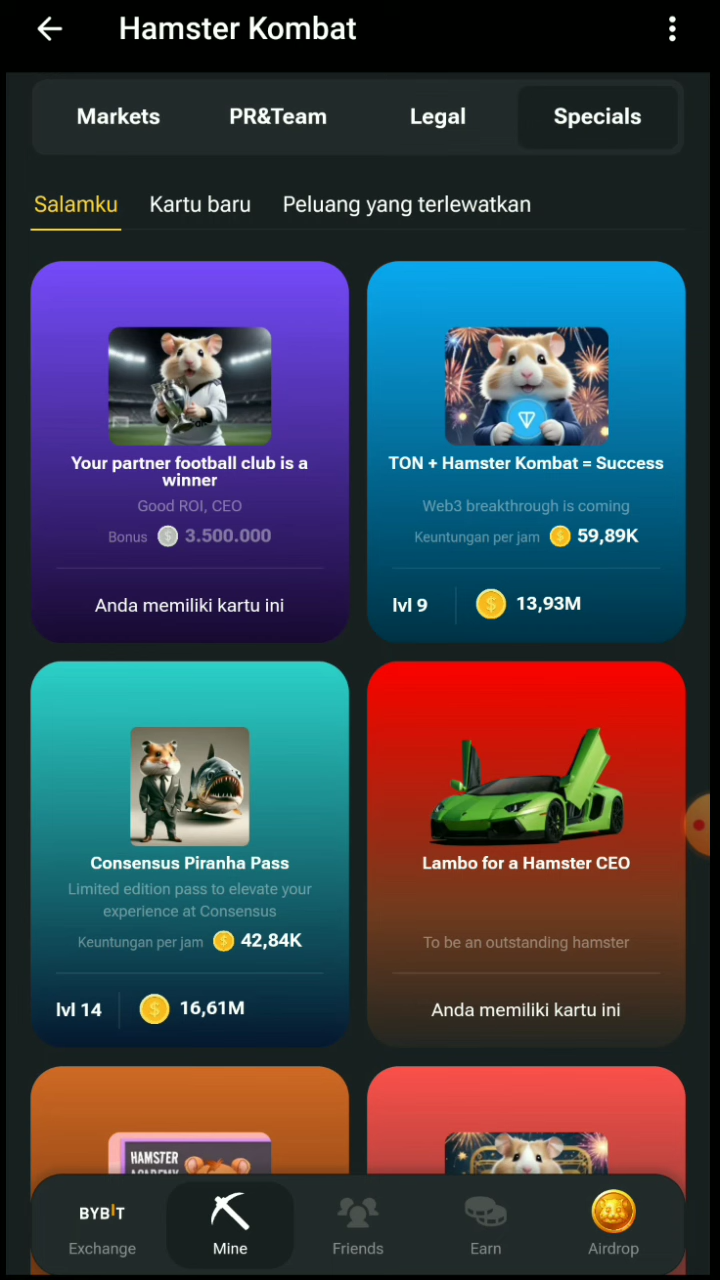 Hamster Kombat
Markets PR&Team Legal Specials
Salamku Kartu baru Peluang yang terlewatkan
Your partner football club is a
winner
Good ROI, CEO
Bonus 3.500.000
Anda memiliki kartu ini
TON + Hamster Kombat = Success
Web3 breakthrough is coming
Keuntungan per jam 59,89K
lvl 9 13,93M
Consensus Piranha Pass
Limited edition pass to elevate your
experience at Consensus
Keuntungan per jam 42,84K
lvl 14 16,61M
Lambo for a Hamster CEO
To be an outstanding hamster
Anda memiliki kartu ini
HAMSTER
ACADEMY
BYBIT
Exchange Mine Friends Earn Airdrop